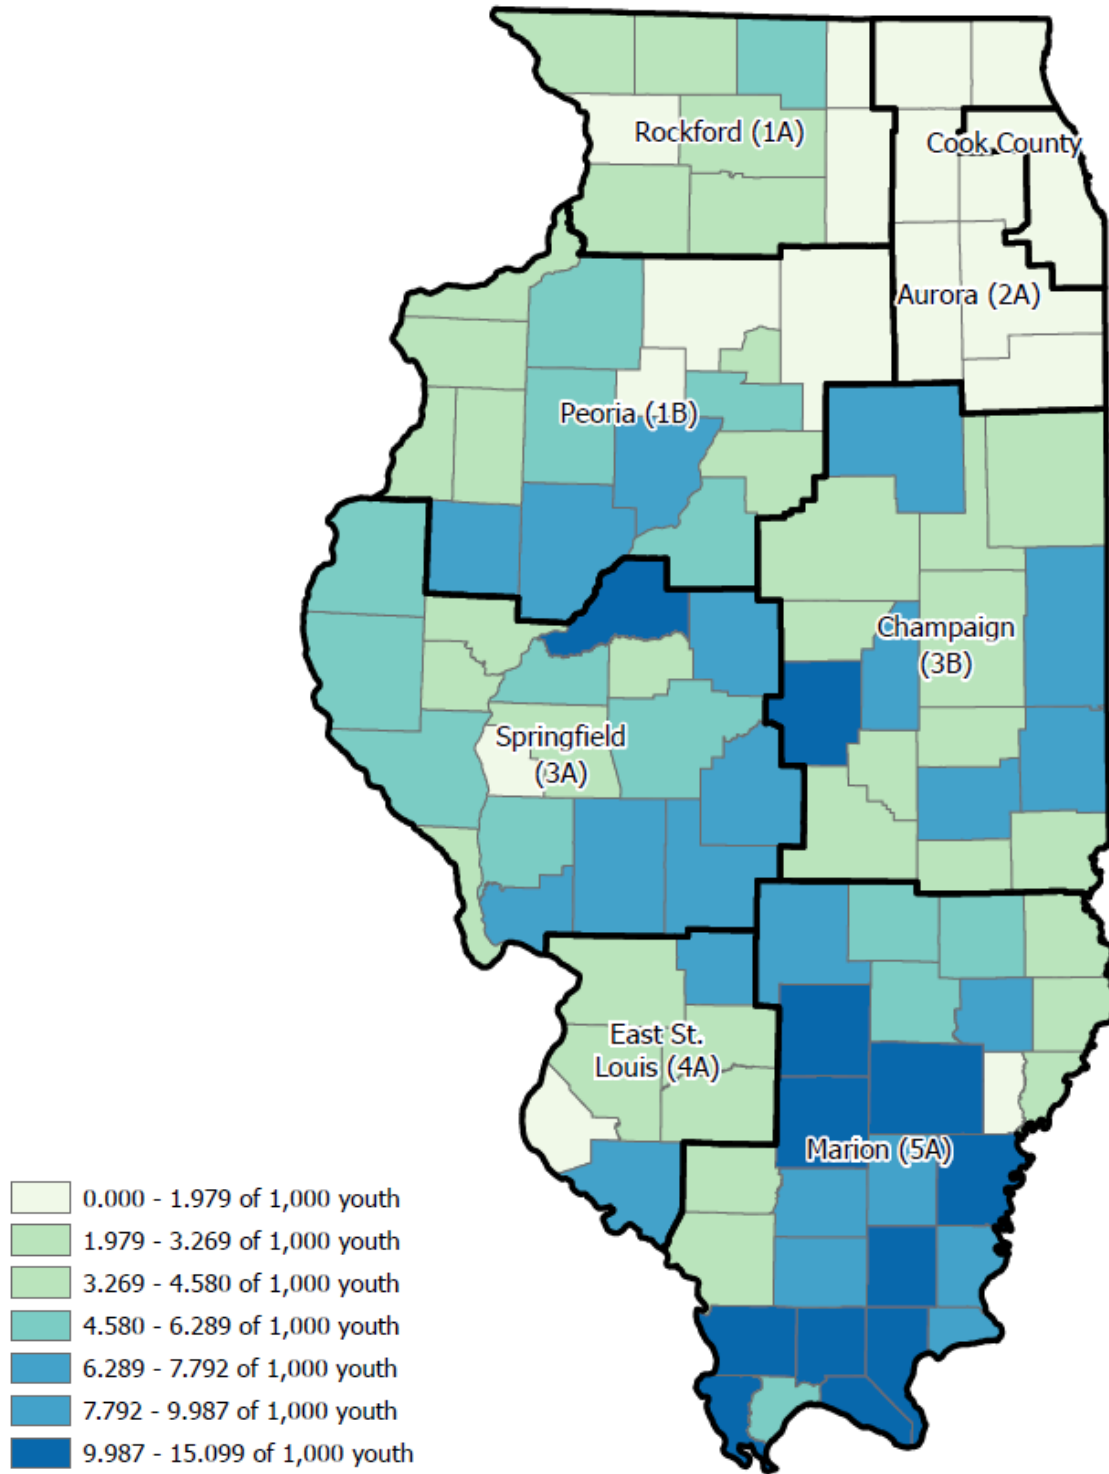 Rockford (1A)
Cook County
Aurora (2A)
Peoria (1B)
Champaign
(3B)
Springfield
(3A)
East St.
Louis (4A)
Marion (5A)
0.000 - 1.979 of 1,000 youth
1.979 - 3.269 of 1,000 youth
3.269 - 4.580 of 1,000 youth
4.580 - 6.289 of 1,000 youth
6.289 - 7.792 of 1,000 youth
7.792 - 9.987 of 1,000 youth
9.987 - 15.099 of 1,000 youth